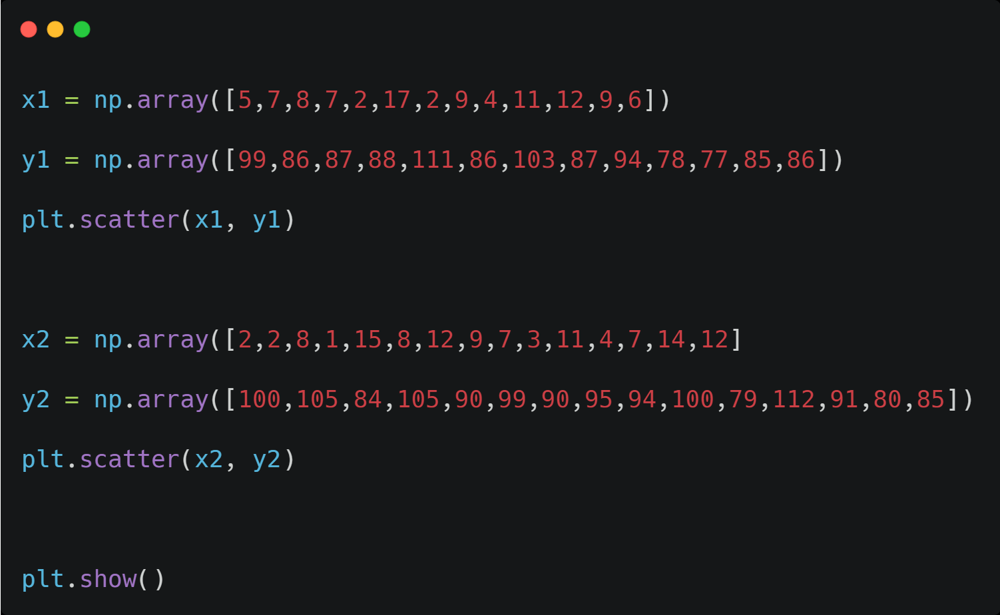 x1 = np.array([5,7,8,7,2,17,2,9,4,11,12,9,6])
y1 = np.array([99,86,87,88,111,86,103,87,94,78,77,85,86])
plt.scatter(x1, y1)
x2 = np.array([2,2,8,1,15,8,12,9,7,3,11,4,7,14,12]
y2 = np.array([100,105,84,105,90,99,90,95,94,100,79,112,91,80,85])
plt.scatter(x2, y2)
plt.show()